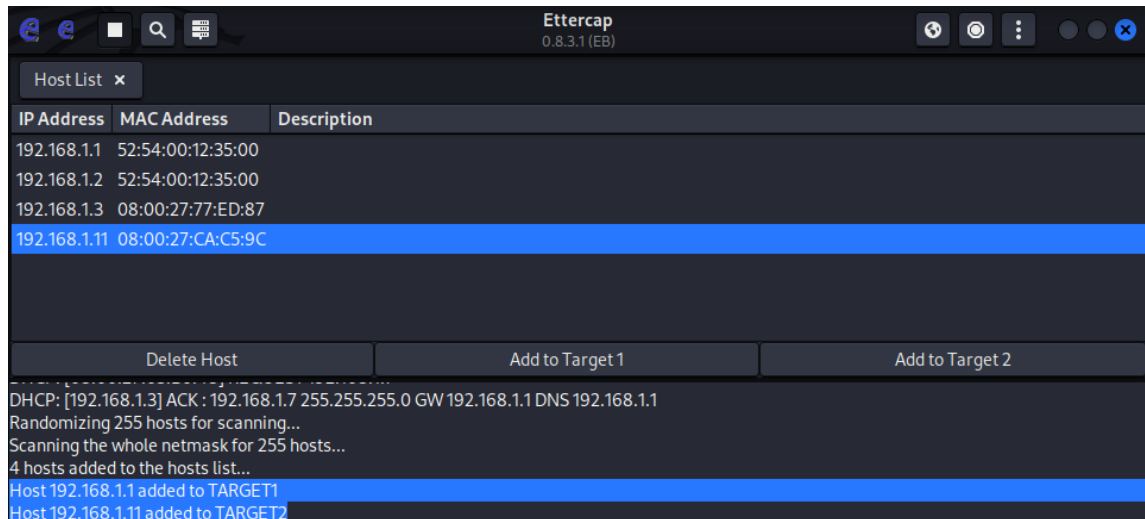 Ettercap
0.8.3.1 (EB)
Host List ×
IP Address MAC Address Description
192.168.1.1 52:54:00:12:35:00
192.168.1.2 52:54:00:12:35:00
192.168.1.3 08:00:27:77:ED:87
192.168.1.11 08:00:27:CA:C5:9C
Delete Host Add to Target 1 Add to Target 2
DHCP: [192.168.1.3] ACK : 192.168.1.7 255.255.255.0 GW 192.168.1.1 DNS 192.168.1.1
Randomizing 255 hosts for scanning...
Scanning the whole netmask for 255 hosts...
4 hosts added to the hosts list...
Host 192.168.1.1 added to TARGET1
Host 192.168.1.11 added to TARGET2